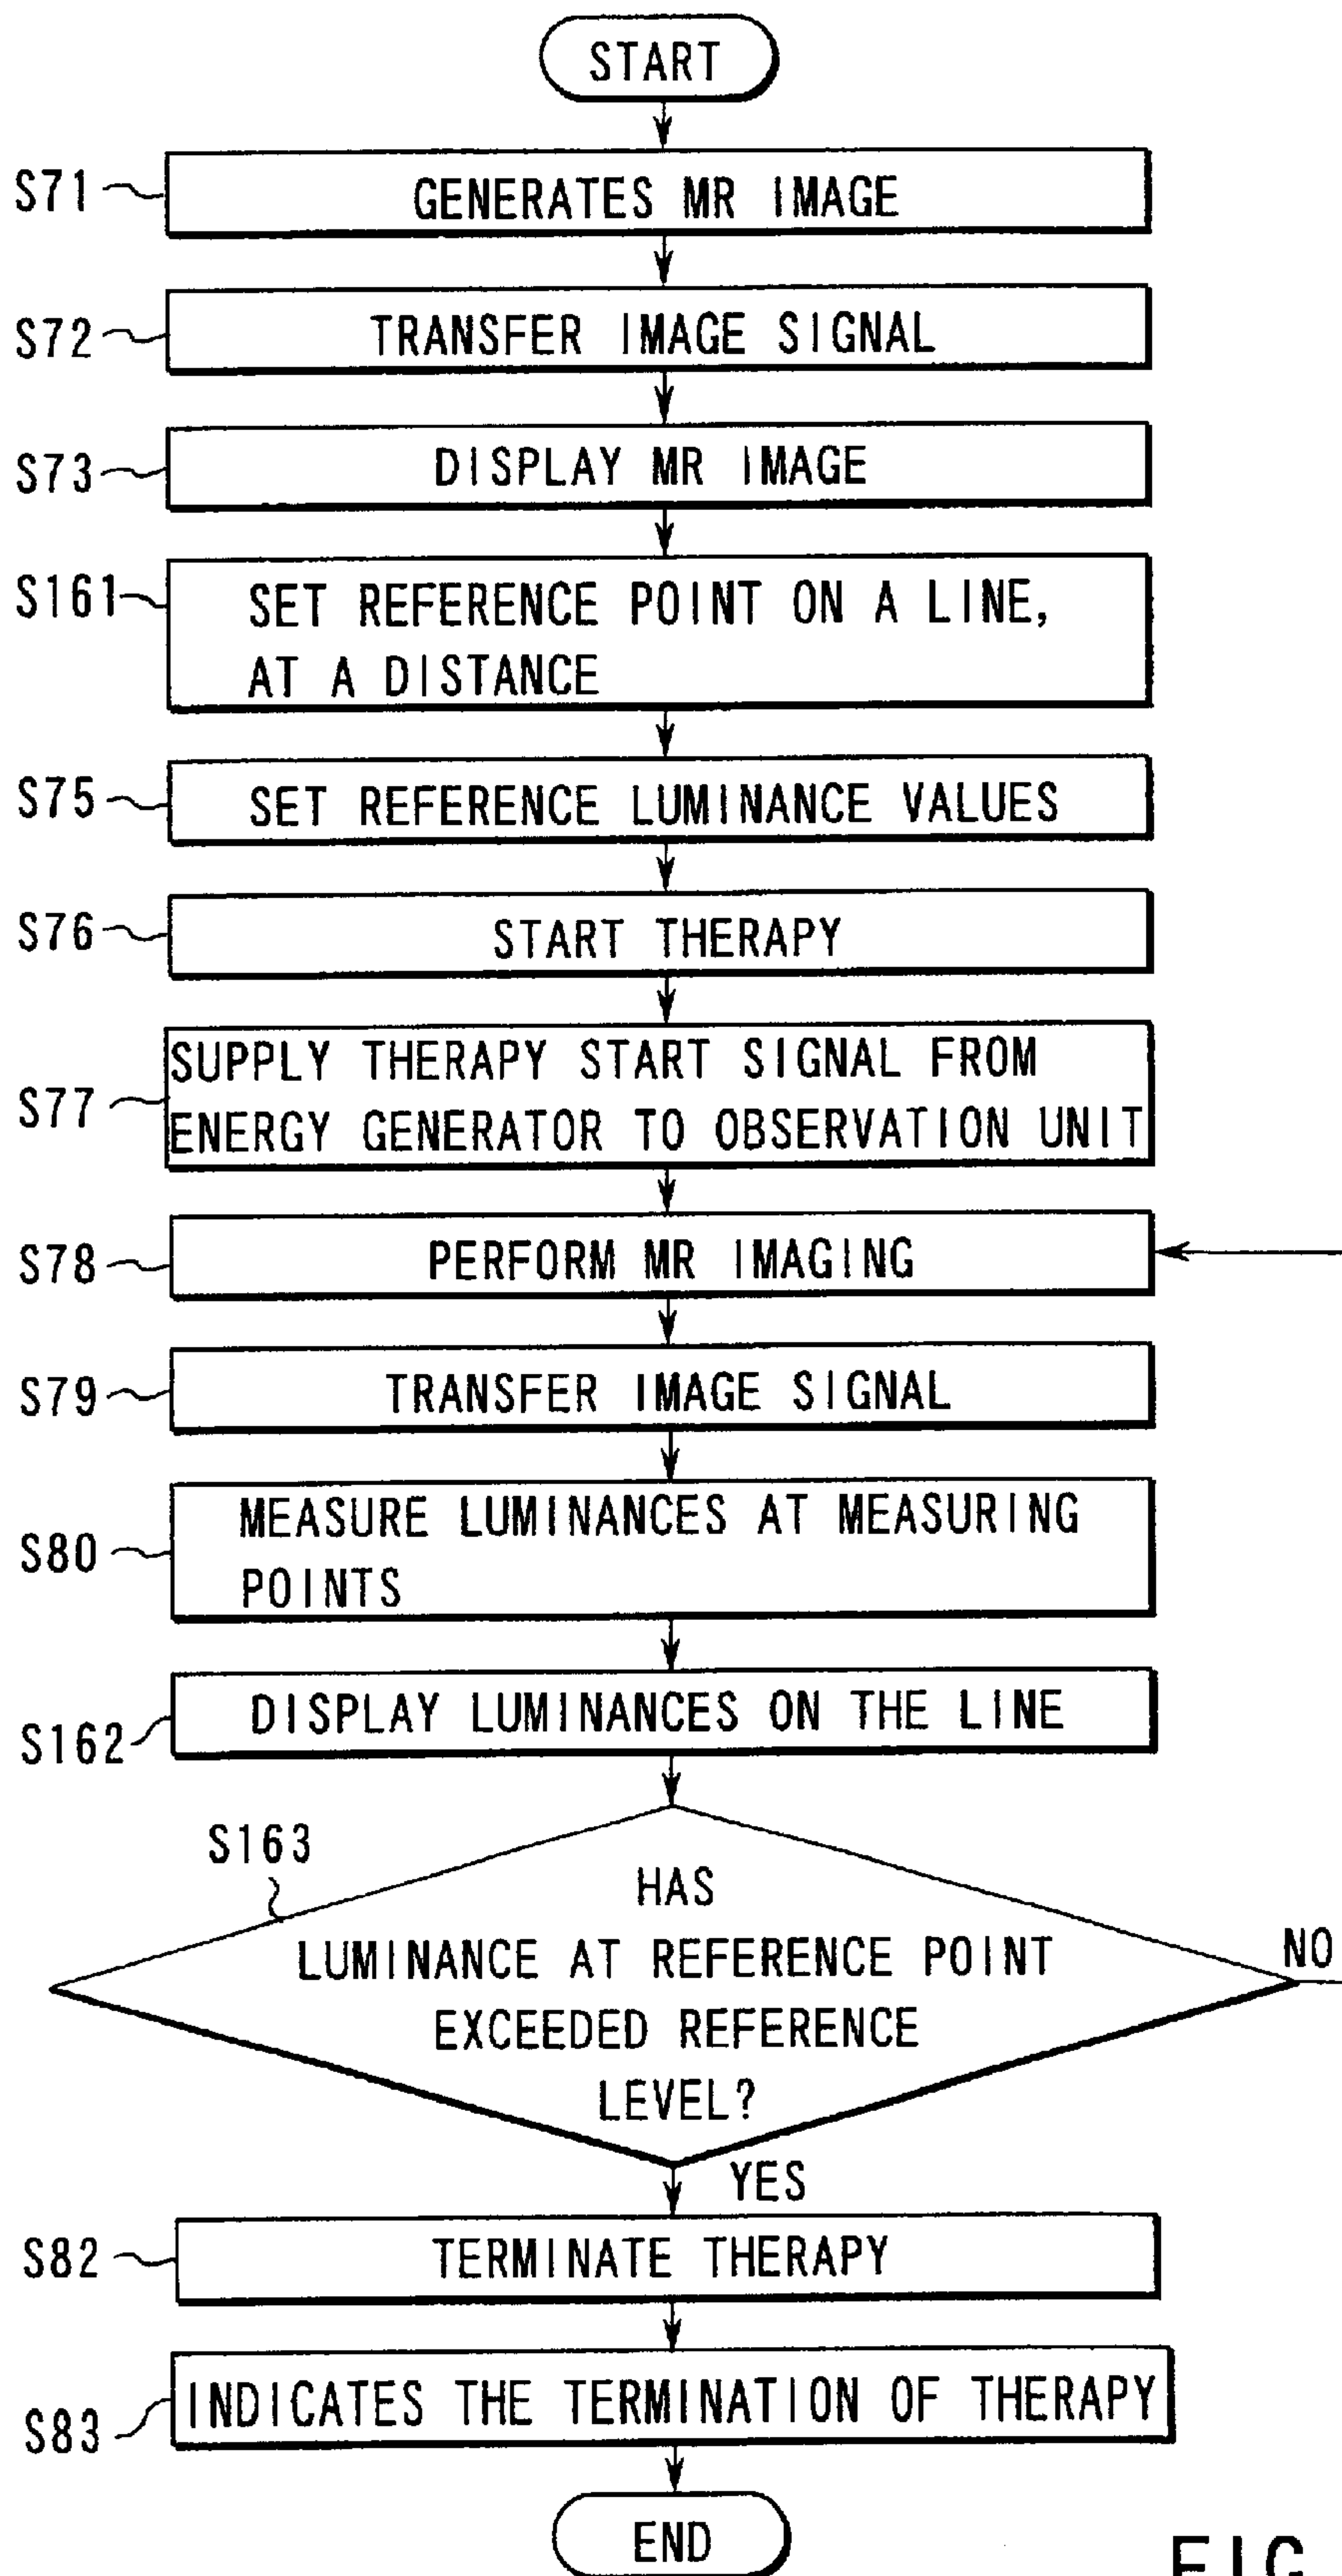 START
S71
GENERATES MR IMAGE
S72
TRANSFER IMAGE SIGNAL
S73
DISPLAY MR IMAGE
S161
SET REFERENCE POINT ON A LINE,
AT A DISTANCE
S75
SET REFERENCE LUMINANCE VALUES
S76
START THERAPY
S77
SUPPLY THERAPY START SIGNAL FROM
ENERGY GENERATOR TO OBSERVATION UNIT
S78
PERFORM MR IMAGING
S79
TRANSFER IMAGE SIGNAL
S80
MEASURE LUMINANCES AT MEASURING
POINTS
S162
DISPLAY LUMINANCES ON THE LINE
S163
HAS
LUMINANCE AT REFERENCE POINT
EXCEEDED REFERENCE
LEVEL?
NO
YES
S82
TERMINATE THERAPY
S83
INDICATES THE TERMINATION OF THERAPY
END
FIG